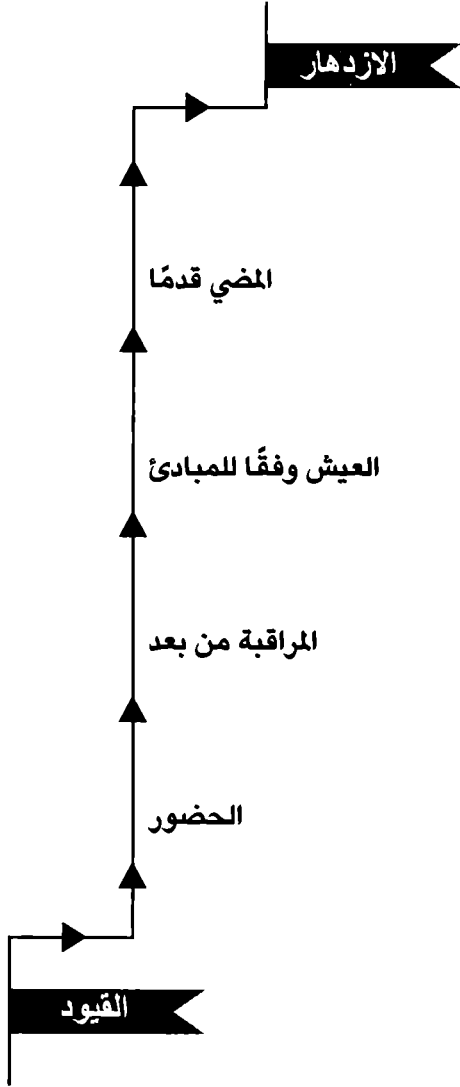 الازدهار
المضي قدمًا
العيش وفقًا للمبادئ
المراقبة من بعد
الحضور
القيود